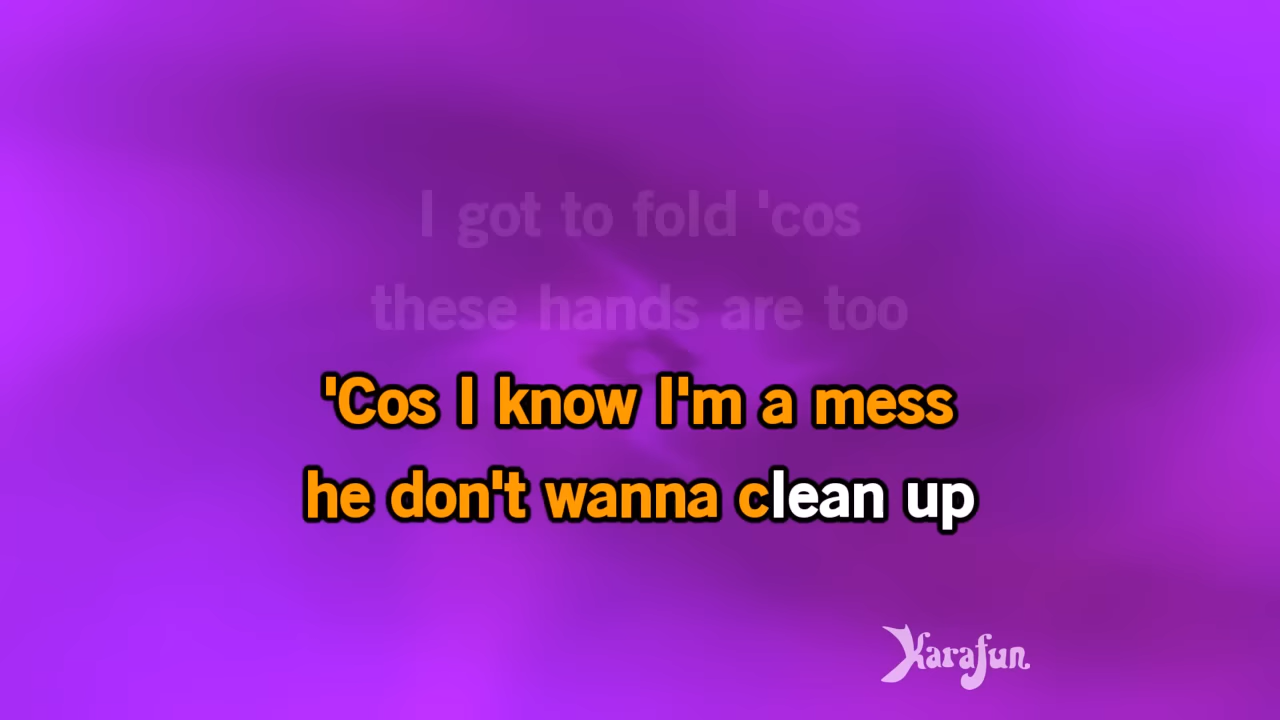 I got to fold 'cos
these hands are too
'Cos I know I'm a mess
he don't wanna clean up
Karafun